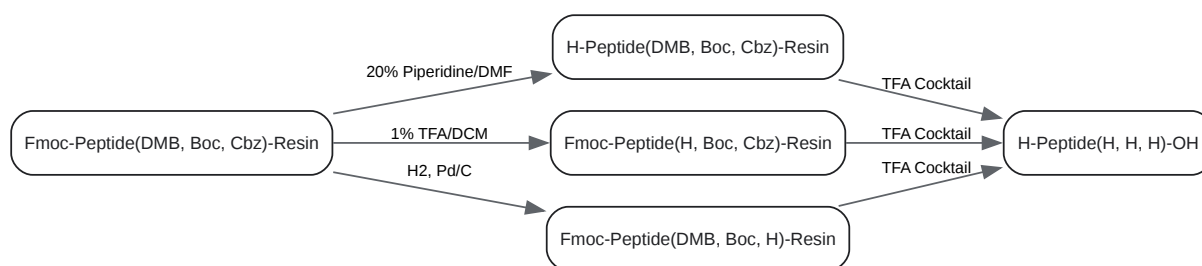 H-Peptide(DMB, Boc, Cbz)-Resin
20% Piperidine/DMF
TFA Cocktail
Fmoc-Peptide(DMB, Boc, Cbz)-Resin
1% TFA/DCM
Fmoc-Peptide(H, Boc, Cbz)-Resin
TFA Cocktail
H-Peptide(H, H, H)-OH
H2, Pd/C
TFA Cocktail
Fmoc-Peptide(DMB, Boc, H)-Resin